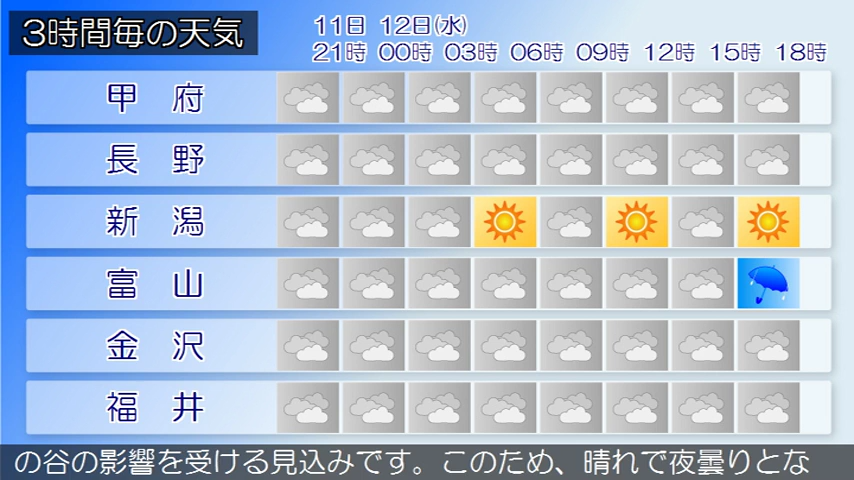 3時間毎の天気
11日 12日(水)
21時 00時 03時 06時 09時 12時 15時 18時
甲府
長野
新潟
富山
金沢
福井
の谷の影響を受ける見込みです。このため、晴れで夜曇りとな